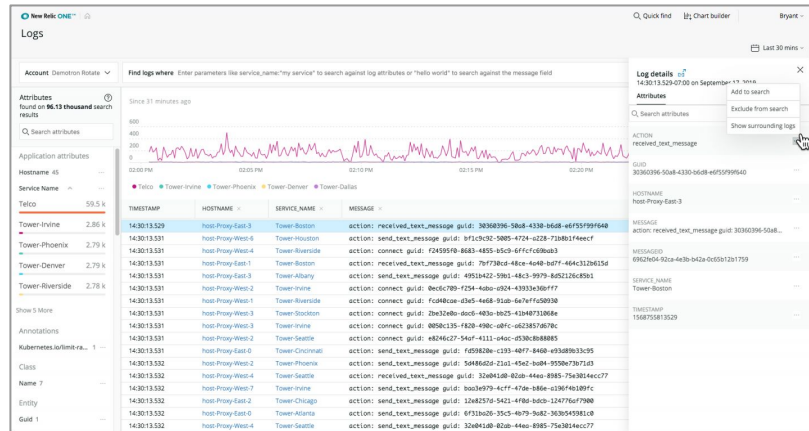 New Relic ONE™
Quick find
Chart builder
Bryant
Logs
Last 30 mins
Account Demotron Rotate
Find logs where Enter parameters like service_name:"my service" to search against log attributes or "hello world" to search against the message field
Attributes
found on 96.13 thousand search
results
Search attributes
Application attributes
Hostname 45
Service Name
Telco 59.5 k
Tower-Irvine 2.86 k
Tower-Phoenix 2.79 k
Tower-Denver 2.79 k
Tower-Riverside 2.78 k
Show 5 More
Annotations
Kubernetes.io/limit-ra... 1
Class
Name 7
Entity
Guid 1
Since 31 minutes ago
600
400
200
0
02:00 PM 02:05 PM 02:10 PM 02:15 PM 02:20 PM
Telco Tower-Irvine Tower-Phoenix Tower-Denver Tower-Dallas
TIMESTAMP HOSTNAME SERVICE_NAME MESSAGE
14:30:13.529 host-Proxy-East-3 Tower-Boston action: received_text_message guid: 30360396-50a8-4330-b6d8-e6f55f99f640
14:30:13.531 host-Proxy-West-6 Tower-Houston action: send_text_message guid: bf1c9c92-5005-4724-a228-71b8b1f4eecf
14:30:13.531 host-Proxy-West-4 Tower-Riverside action: connect guid: f24595f0-8683-4855-b5c9-6ffcfc69bab3
14:30:13.531 host-Proxy-East-1 Tower-Boston action: received_text_message guid: 7bf730cd-48ce-4a40-bd7f-464c312b615d
14:30:13.531 host-Proxy-East-3 Tower-Albany action: send_text_message guid: 4951b422-59b1-48c3-9979-8d52126c85b1
14:30:13.531 host-Proxy-West-2 Tower-Irvine action: connect guid: 0ec6c709-f254-4aba-a924-43933e36bff7
14:30:13.531 host-Proxy-West-1 Tower-Riverside action: connect guid: fcd40cae-d3e5-4e68-91ab-6e7effa50930
14:30:13.531 host-Proxy-West-3 Tower-Stockton action: connect guid: 2be32e0a-dac6-403a-bb25-41b40731068e
14:30:13.531 host-Proxy-West-3 Tower-Irvine action: connect guid: 0050c135-f820-490c-a0fc-a623857d670c
14:30:13.531 host-Proxy-West-2 Tower-Seattle action: connect guid: e8246c27-54af-4111-a4ac-d530c8b88085
14:30:13.531 host-Proxy-East-0 Tower-Cincinnati action: send_text_message guid: fd59820e-c193-40f7-8460-e93d89b33c95
14:30:13.532 host-Proxy-West-2 Tower-Phoenix action: send_text_message guid: 5d486d2d-21a1-45e2-ba04-9550e73b71d3
14:30:13.532 host-Proxy-West-4 Tower-Seattle action: send_text_message guid: 32e041d0-02ab-44ea-8985-75e3014ecc77
14:30:13.532 host-Proxy-West-7 Tower-Irvine action: send_text_message guid: baa3e979-4cff-47de-b86e-a196f4b109fc
14:30:13.532 host-Proxy-East-2 Tower-Chicago action: send_text_message guid: 12e8257d-5421-4f0d-bdcb-124776af7900
14:30:13.532 host-Proxy-East-0 Tower-Atlanta action: send_text_message guid: 6f31ba26-35c5-4b79-9a82-363b545981c0
14:30:13.532 host-Proxy-West-4 Tower-Seattle action: send_text_message guid: 32e041d0-02ab-44ea-8985-75e3014ecc77
Log details
14:30:13.529-07:00 on September 17, 2019
Attributes
Add to search
Exclude from search
Show surrounding logs
Search attributes
ACTION
received_text_message
GUID
30360396-50a8-4330-b6d8-e6f55f99f640
HOSTNAME
host-Proxy-East-3
MESSAGE
action: received_text_message guid: 30360396-50a8...
MESSAGEID
6962fe04-92ca-4e3b-b42a-0c65b12b1759
SERVICE_NAME
Tower-Boston
TIMESTAMP
1568755813529